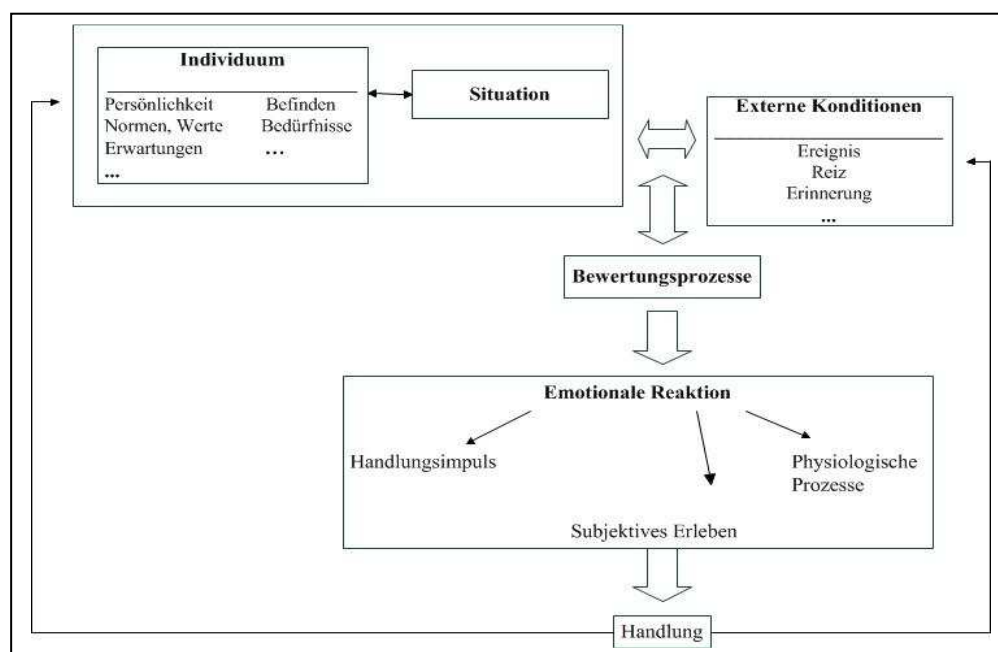 Individuum
Situation
Persönlichkeit Befinden
Normen, Werte Bedürfnisse
Erwartungen ...
...
Externe Konditionen
Ereignis
Reiz
Erinnerung
...
Bewertungsprozesse
Emotionale Reaktion
Handlungsimpuls
Physiologische
Prozesse
Subjektives Erleben
Handlung